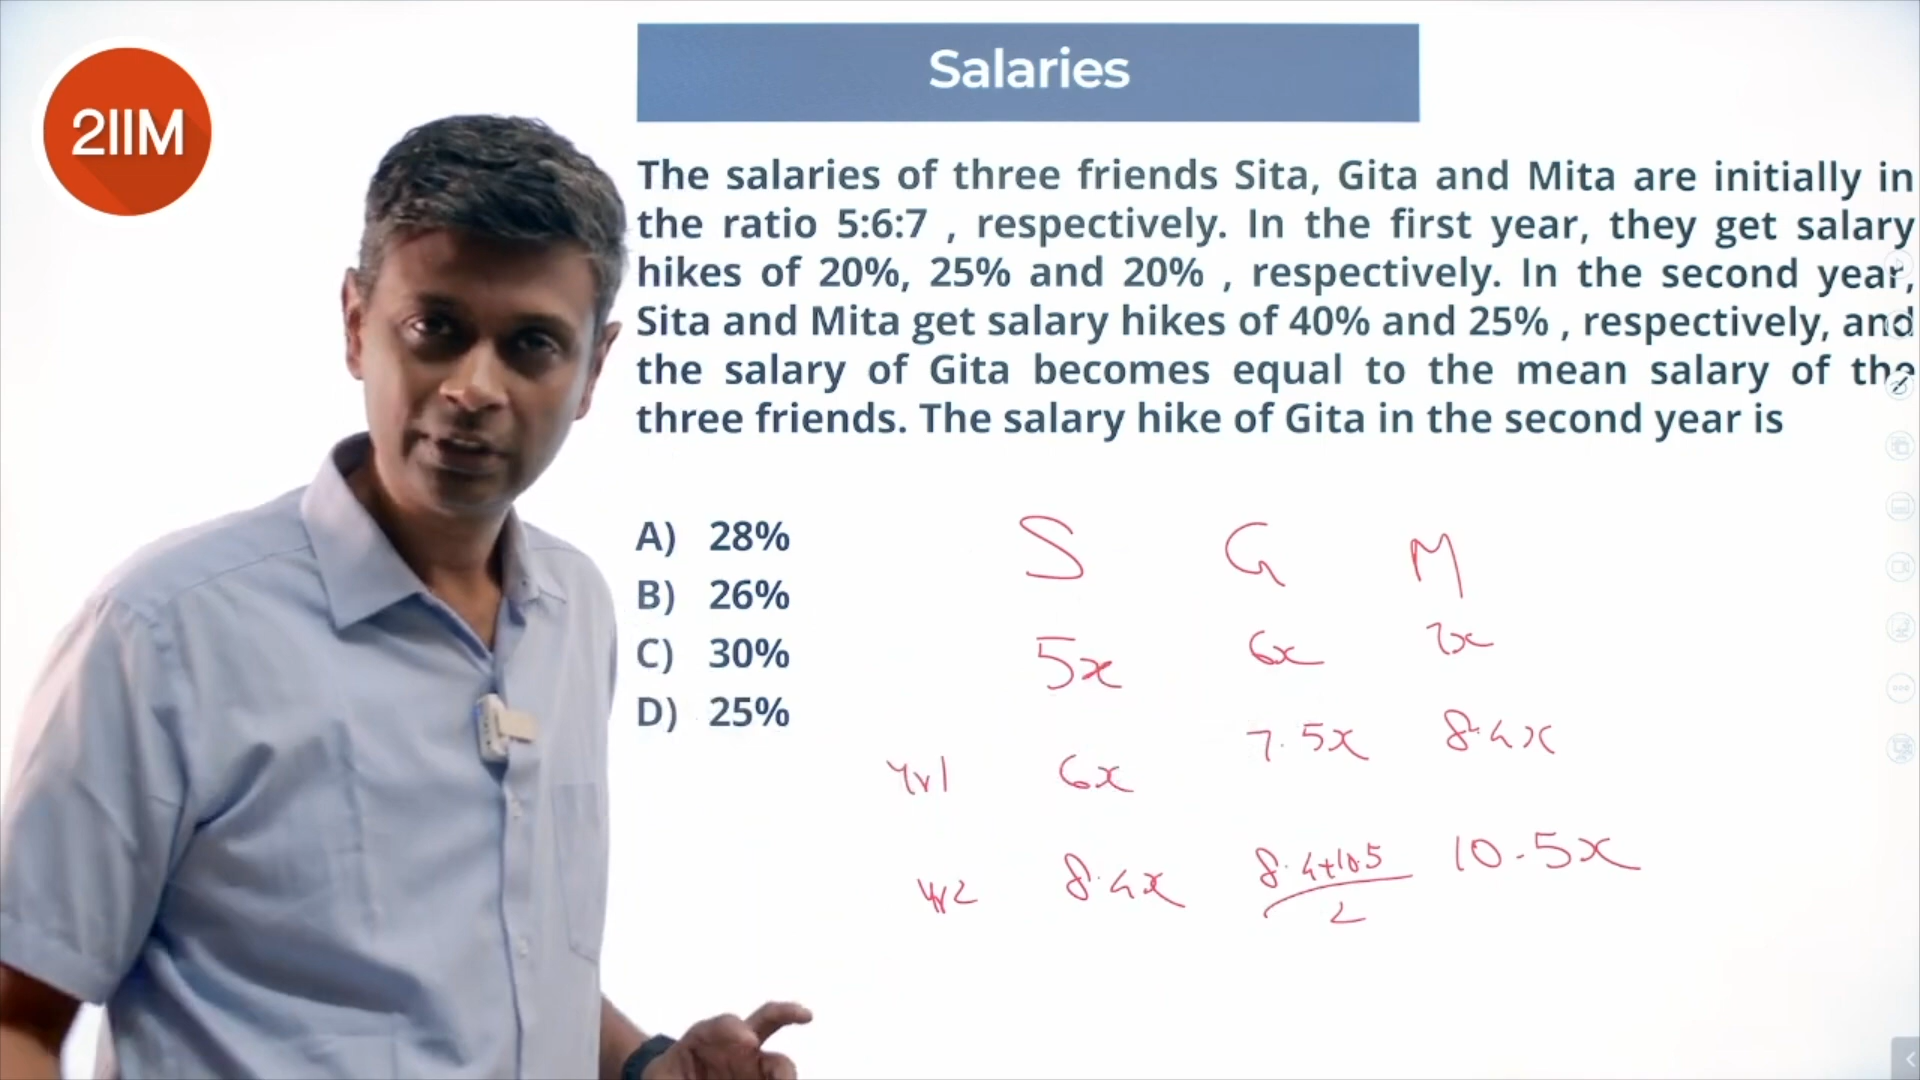 2IIM
Salaries
The salaries of three friends Sita, Gita and Mita are initially in
the ratio 5:6:7 , respectively. In the first year, they get salary
hikes of 20%, 25% and 20% , respectively. In the second year,
Sita and Mita get salary hikes of 40% and 25% , respectively, and
the salary of Gita becomes equal to the mean salary of the
three friends. The salary hike of Gita in the second year is
A) 28%
B) 26%
C) 30%
D) 25%
S G M
5x 6x 7x
Yr1 6x 7.5x 8.4x
Yr2 8.4x 8.4+10.5 10.5x
2